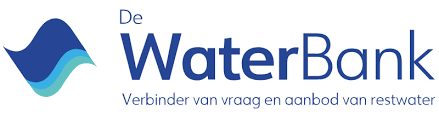 De
WaterBank
Verbinder van vraag en aanbod van restwater